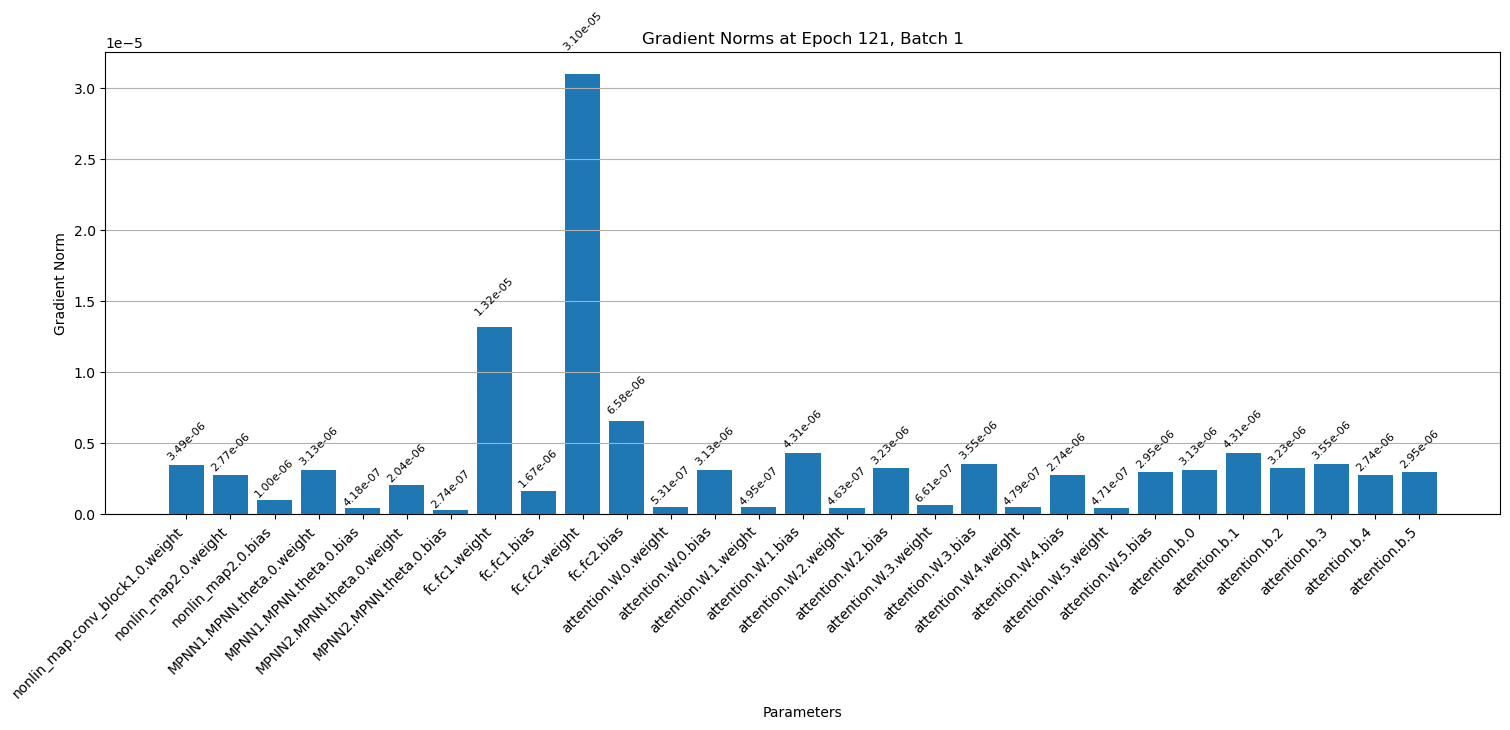 Gradient Norms at Epoch 121, Batch 1
1e−5
3.0
2.5
2.0
1.5
1.0
0.5
0.0
Gradient Norm
3.49e-06
2.77e-06
1.00e-06
3.13e-06
4.18e-07
2.04e-06
2.74e-07
1.32e-05
1.67e-06
3.10e-05
6.58e-06
5.31e-07
3.13e-06
4.95e-07
4.31e-06
4.63e-07
3.23e-06
6.61e-07
3.55e-06
4.79e-07
2.74e-06
4.71e-07
2.95e-06
3.13e-06
4.31e-06
3.23e-06
3.55e-06
2.74e-06
2.95e-06
nonlin_map.conv_block1.0.weight
nonlin_map2.0.weight
nonlin_map2.0.bias
MPNN1.MPNN.theta.0.weight
MPNN1.MPNN.theta.0.bias
MPNN2.MPNN.theta.0.weight
MPNN2.MPNN.theta.0.bias
fc.fc1.weight
fc.fc1.bias
fc.fc2.weight
fc.fc2.bias
attention.W.0.weight
attention.W.0.bias
attention.W.1.weight
attention.W.1.bias
attention.W.2.weight
attention.W.2.bias
attention.W.3.weight
attention.W.3.bias
attention.W.4.weight
attention.W.4.bias
attention.W.5.weight
attention.W.5.bias
attention.b.0
attention.b.1
attention.b.2
attention.b.3
attention.b.4
attention.b.5
Parameters